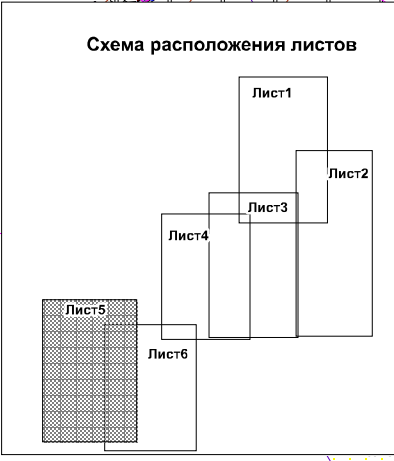 Схема расположения листов
Лист1
Лист2
Лист3
Лист4
Лист5
Лист6